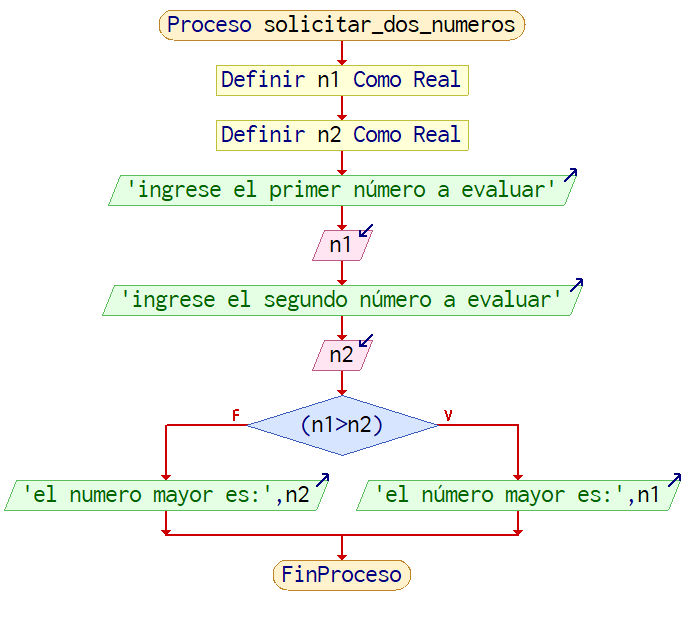 Proceso solicitar_dos_numeros
Definir n1 Como Real
Definir n2 Como Real
'ingrese el primer número a evaluar'
n1
'ingrese el segundo número a evaluar'
n2
F
V
(n1>n2)
'el numero mayor es:',n2
'el número mayor es:',n1
FinProceso